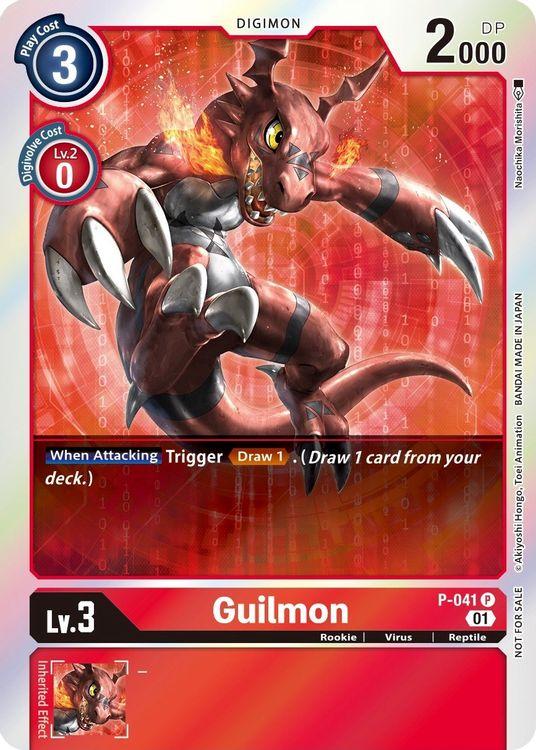 DIGIMON
Play Cost
3
DP
2000
Digivolve Cost
Lv.2
0
Naochika Morishita
When Attacking Trigger Draw 1 . (Draw 1 card from your
deck.)
©Akiyoshi Hongo, Toei Animation BANDAI MADE IN JAPAN
NOT FOR SALE
Lv.3
Guilmon
P-041 P
01
Rookie | Virus | Reptile
Inherited Effect
–